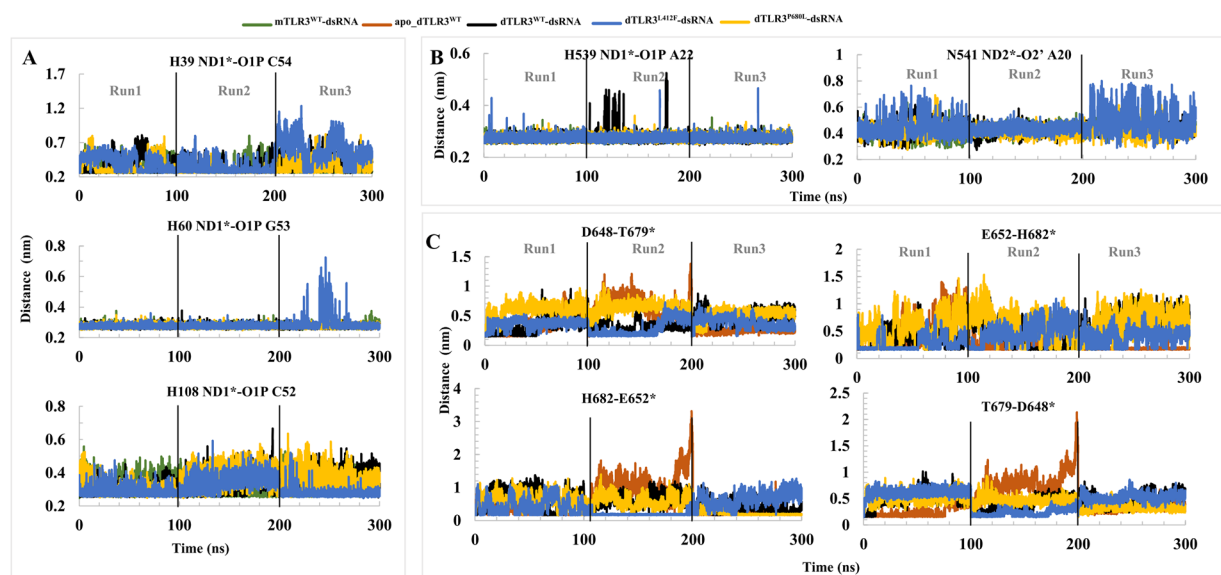 mTLR3WT-dsRNA apo_dTLR3WT dTLR3WT-dsRNA dTLR3L412F-dsRNA dTLR3P680L-dsRNA
A
H39 ND1*-O1P C54
Run1 Run2 Run3
1.7
1.2
0.7
0.2
0 100 200 300
H60 ND1*-O1P G53
Distance (nm)
0.8
0.6
0.4
0.2
0 100 200 300
H108 ND1*-O1P C52
0.8
0.6
0.4
0.2
0 100 200 300
Time (ns)
B
H539 ND1*-O1P A22
Run1 Run2 Run3
Distance (nm)
0.6
0.4
0.2
0 100 200 300
N541 ND2*-O2' A20
Run1 Run2 Run3
1
0.8
0.6
0.4
0.2
0 100 200 300
Time (ns)
C
D648-T679*
Run1 Run2 Run3
1.5
1
0.5
0
0 100 200 300
E652-H682*
Run1 Run2 Run3
2
1.5
1
0.5
0
0 100 200 300
Distance (nm)
H682-E652*
4
3
2
1
0
0 100 200 300
T679-D648*
2.5
2
1.5
1
0.5
0
0 100 200 300
Time (ns)